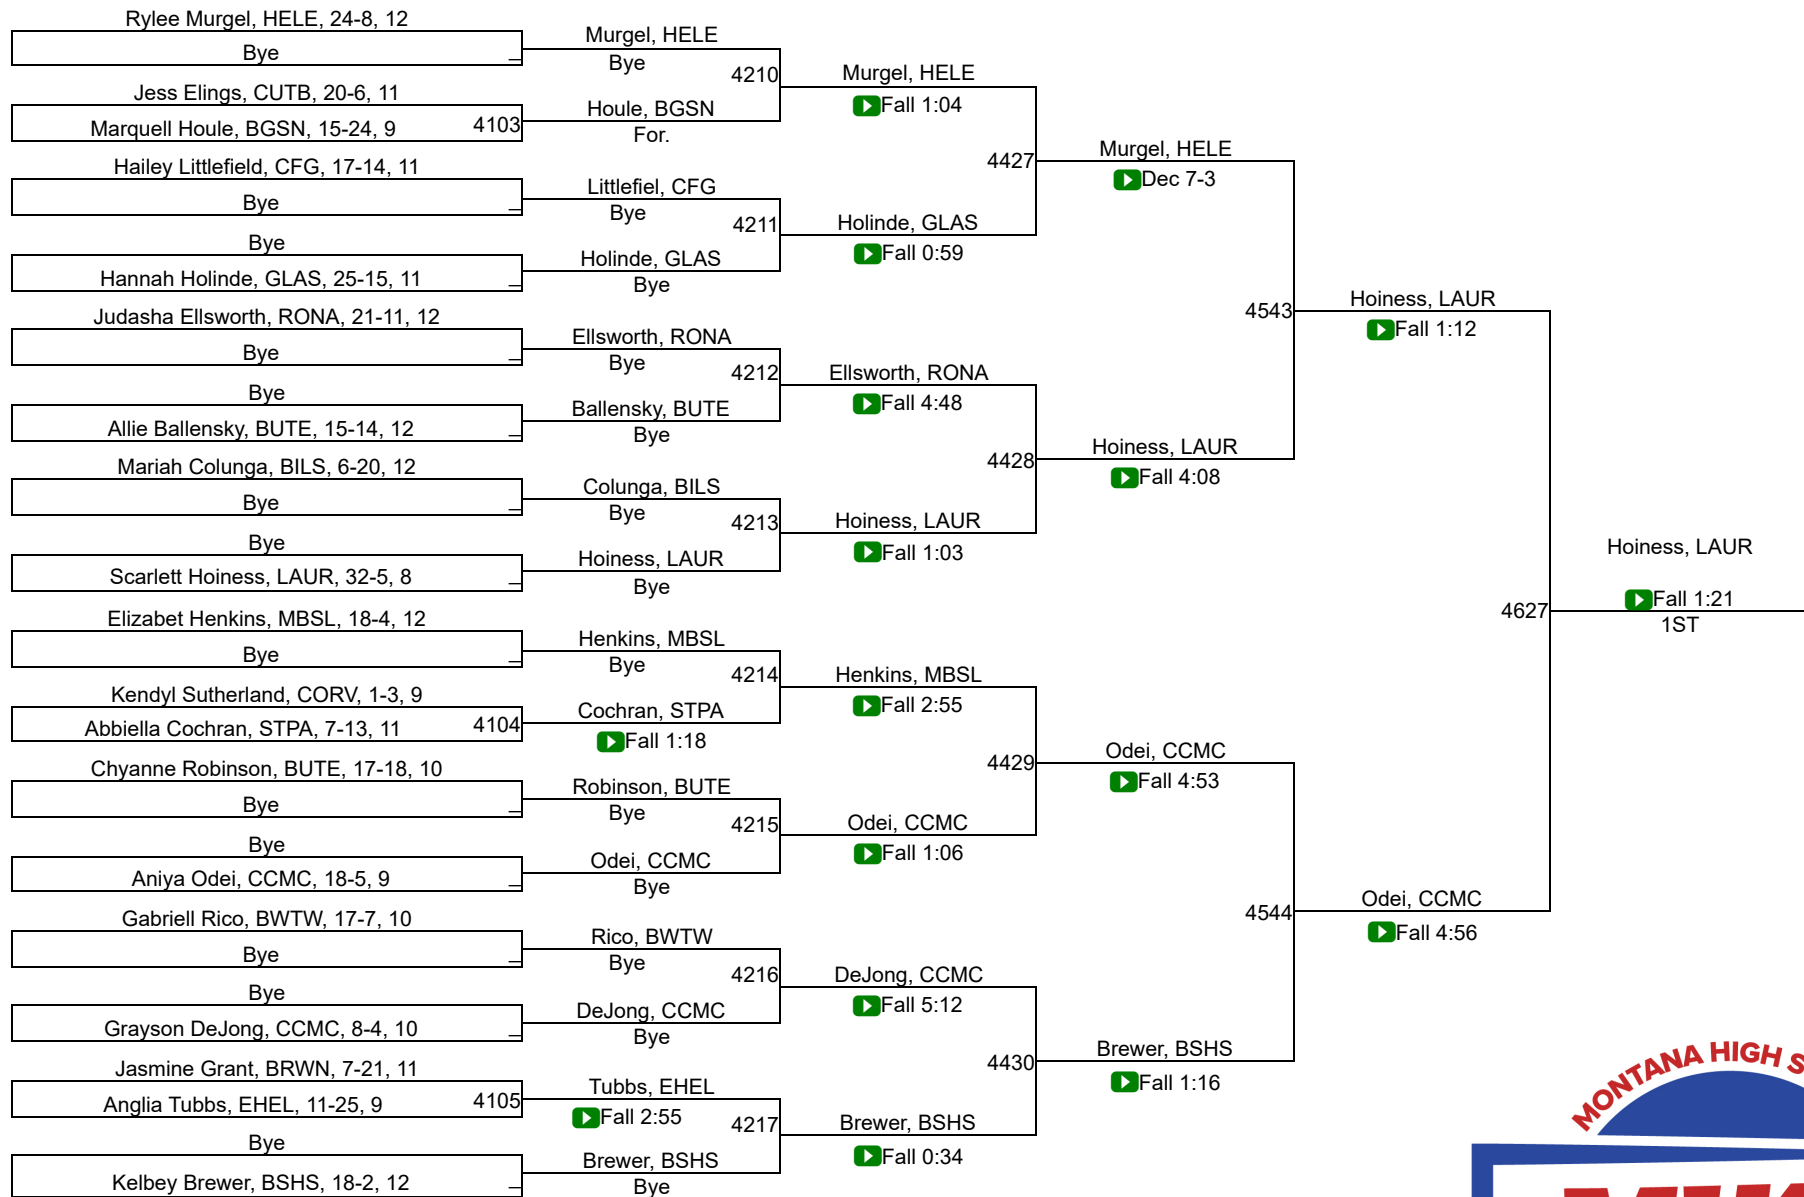 Rylee Murgel, HELE, 24-8, 12
Bye
Jess Elings, CUTB, 20-6, 11
Marquell Houle, BGSN, 15-24, 9
4103
Hailey Littlefield, CFG, 17-14, 11
Bye
Bye
Hannah Holinde, GLAS, 25-15, 11
Judasha Ellsworth, RONA, 21-11, 12
Bye
Bye
Allie Ballensky, BUTE, 15-14, 12
Mariah Colunga, BILS, 6-20, 12
Bye
Bye
Scarlett Hoiness, LAUR, 32-5, 8
Elizabet Henkins, MBSL, 18-4, 12
Bye
Kendyl Sutherland, CORV, 1-3, 9
Abbiella Cochran, STPA, 7-13, 11
4104
Chyanne Robinson, BUTE, 17-18, 10
Bye
Bye
Aniya Odei, CCMC, 18-5, 9
Gabriell Rico, BWTW, 17-7, 10
Bye
Bye
Grayson DeJong, CCMC, 8-4, 10
Jasmine Grant, BRWN, 7-21, 11
Anglia Tubbs, EHEL, 11-25, 9
4105
Bye
Kelbey Brewer, BSHS, 18-2, 12
Murgel, HELE
Bye
4210
Houle, BGSN
For.
Littlefiel, CFG
Bye
4211
Holinde, GLAS
Bye
Ellsworth, RONA
Bye
4212
Ballensky, BUTE
Bye
Colunga, BILS
Bye
4213
Hoiness, LAUR
Bye
Henkins, MBSL
Bye
4214
Cochran, STPA
Fall 1:18
Robinson, BUTE
Bye
4215
Odei, CCMC
Bye
Rico, BWTW
Bye
4216
DeJong, CCMC
Bye
Tubbs, EHEL
Fall 2:55
4217
Brewer, BSHS
Bye
Murgel, HELE
Fall 1:04
4427
Holinde, GLAS
Fall 0:59
Ellsworth, RONA
Fall 4:48
4428
Hoiness, LAUR
Fall 1:03
Henkins, MBSL
Fall 2:55
4429
Odei, CCMC
Fall 1:06
DeJong, CCMC
Fall 5:12
4430
Brewer, BSHS
Fall 0:34
Murgel, HELE
Dec 7-3
4543
Hoiness, LAUR
Fall 4:08
Odei, CCMC
Fall 4:53
4544
Brewer, BSHS
Fall 1:16
Hoiness, LAUR
Fall 1:12
4627
Odei, CCMC
Fall 4:56
Hoiness, LAUR
Fall 1:21
1ST
MONTANA HIGH S